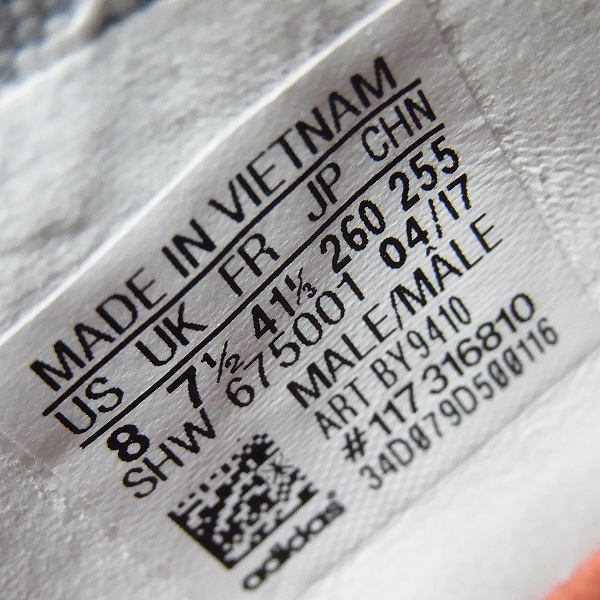 MADE IN VIETNAM
US UK FR JP CHN
8 7½ 41⅓ 260 255
SHW 675001 04/17
MALE/MÂLE
ART BY9410
#117316810
34D079D500116
adidas